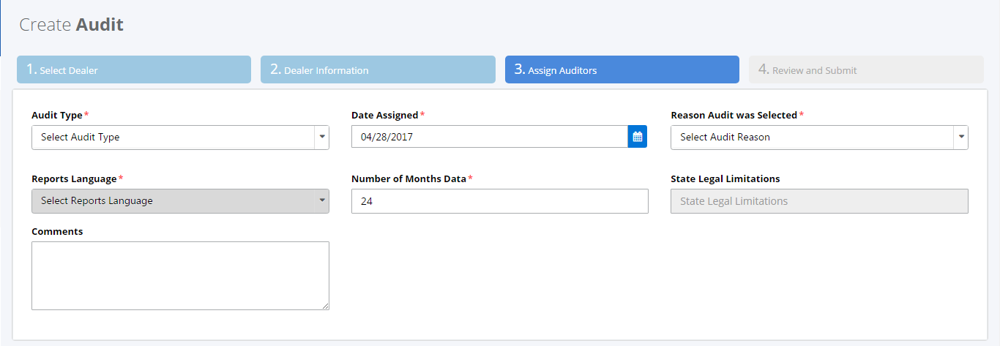 Create Audit
1. Select Dealer
2. Dealer Information
3. Assign Auditors
4. Review and Submit
Audit Type*
Date Assigned*
Reason Audit was Selected*
Select Audit Type
04/28/2017
Select Audit Reason
Reports Language*
Number of Months Data*
State Legal Limitations
Select Reports Language
24
State Legal Limitations
Comments